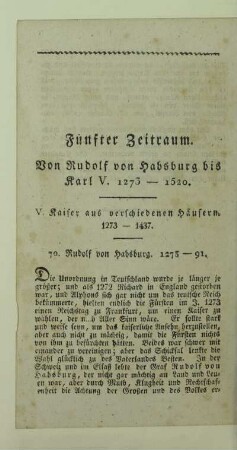 Fünfter Zeitraum.
Von Rudolf von Habsburg bis
Karl V. 1273 — 1520.
V. Kaiser aus verschiedenen Häusern.
1273 — 1437.
70. Rudolf von Habsburg. 1273 — 91.
Die Unordnung in Teutschland wurde je länger je
größer; und als 1272 Richard in England gestorben
war, und Alphons sich gar nicht um das teutsche Reich
bekümmerte, hielten endlich die Fürsten im J. 1273
einen Reichstag zu Frankfurt, um einen Kaiser zu
wählen, der nach Aller Sinn wäre. Er sollte stark
und weise seyn, um das kaiserliche Ansehn herzustellen,
aber auch nicht zu mächtig, damit die Fürsten nichts
von ihm zu befürchten hätten. Beides war schwer mit
einander zu vereinigen; aber das Schicksal lenkte die
Wahl glücklich zu des Vaterlandes Besten. In der
Schweiz und im Elsaß lebte der Graf Rudolf von
Habsburg, der nicht gar mächtig an Land und Leu-
ten war, aber durch Muth, Klugheit und Rechtschaf-
fenheit die Achtung der Großen und des Volkes er-